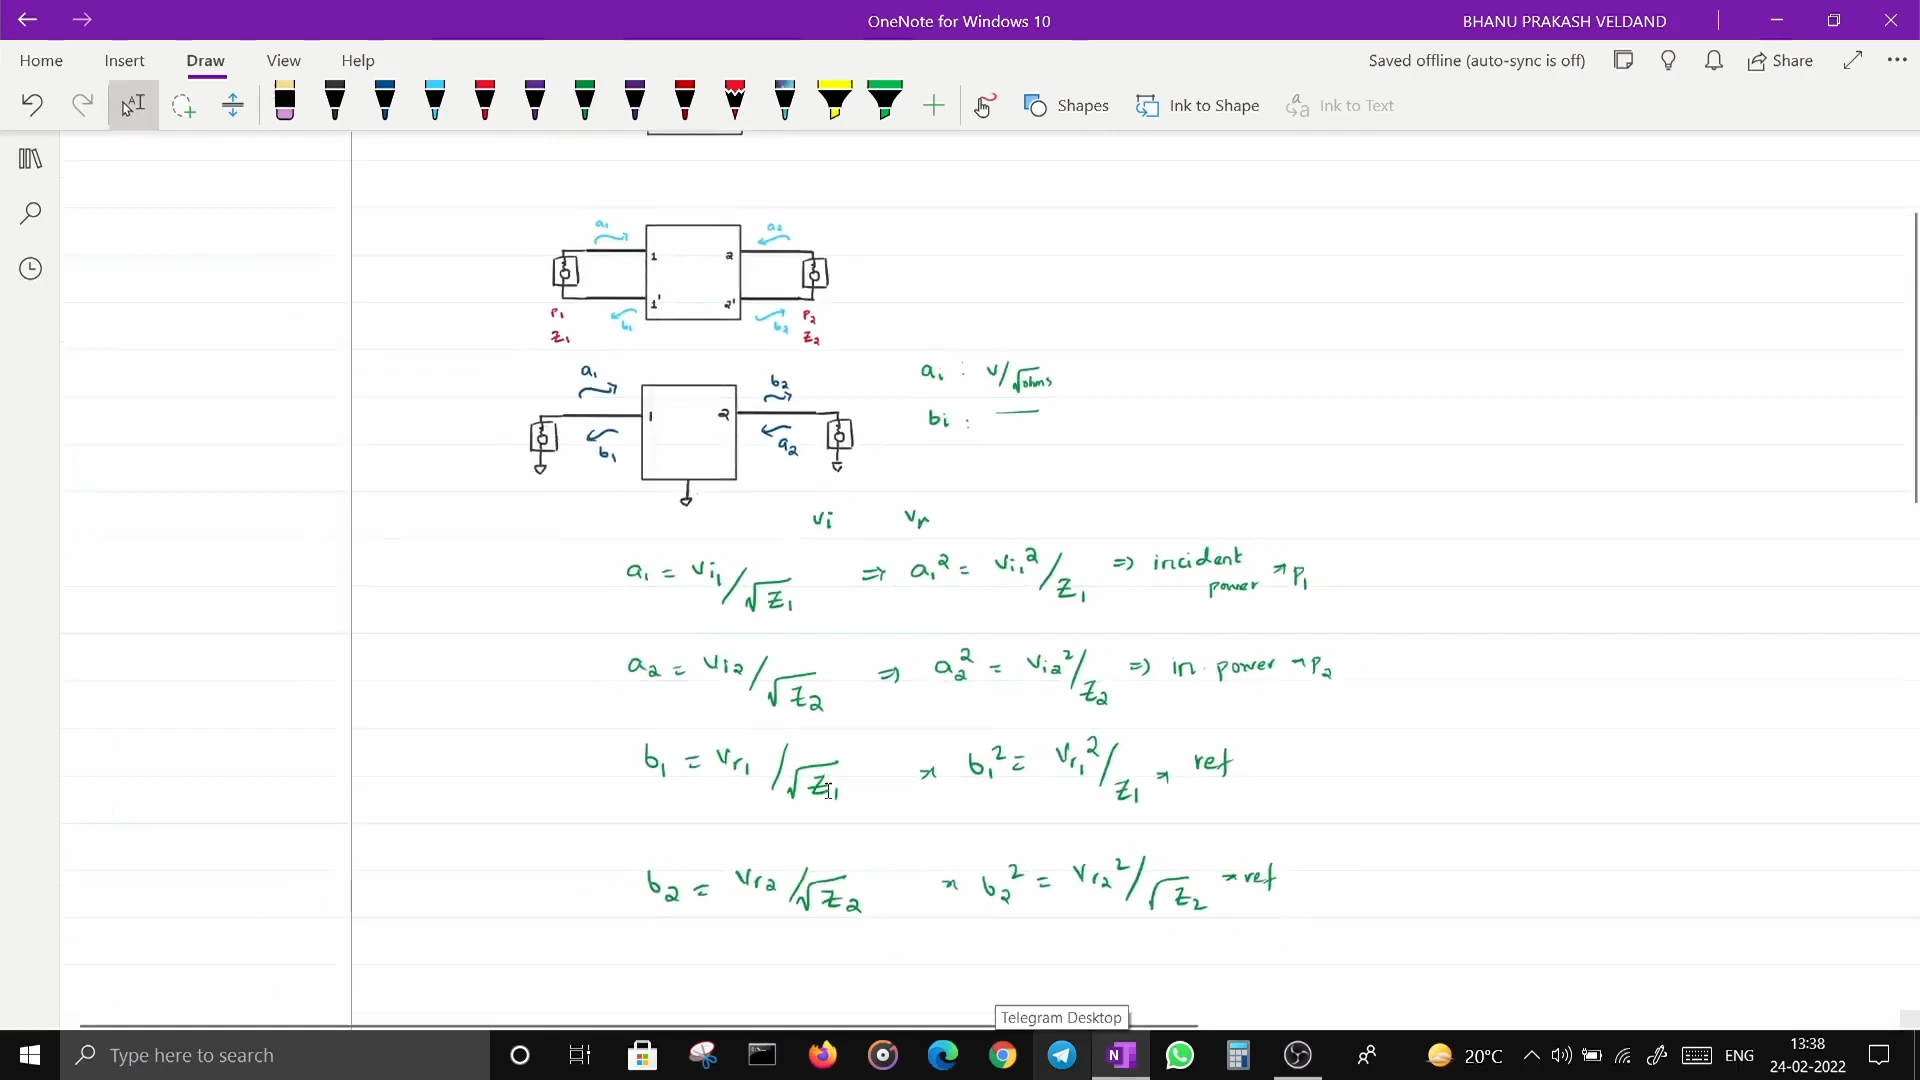 OneNote for Windows 10
BHANU PRAKASH VELDAND
Home Insert Draw View Help
Saved offline (auto-sync is off)
Share
Shapes
Ink to Shape
Ink to Text
a₁
a₂
1 2
1' 2'
P₁ b₁ b₂ P₂
Z₁ Z₂
a₁ b₂
aᵢ : V/√ohms
1 2
bᵢ :
b₁ a₂
Vi Vr
a₁ = Vi₁/√Z₁ ⇒ a₁² = Vi₁²/Z₁ ⇒ incident power → P₁
a₂ = Vi₂/√Z₂ ⇒ a₂² = Vi₂²/Z₂ ⇒ in. power → P₂
b₁ = Vr₁/√Z₁ → b₁² = Vr₁²/Z₁ → ref
b₂ = Vr₂/√Z₂ → b₂² = Vr₂²/√Z₂ → ref
Telegram Desktop
Type here to search
20°C
ENG
13:38
24-02-2022